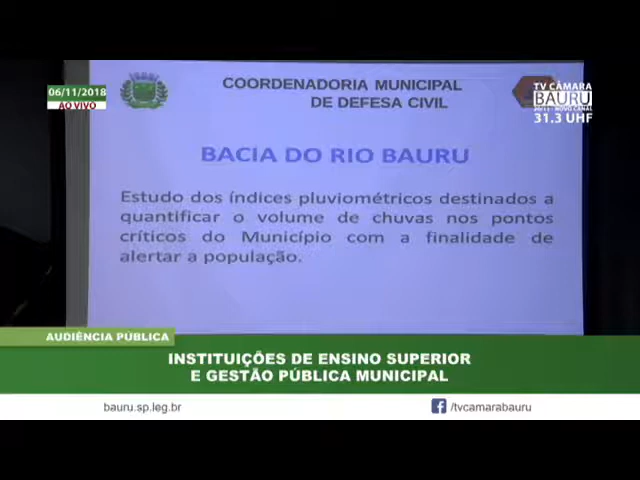 06/11/2018
AO VIVO
COORDENADORIA MUNICIPAL
DE DEFESA CIVIL
TV CÂMARA
BAURU
31.3 UHF
BACIA DO RIO BAURU
Estudo dos índices pluviométricos destinados a
quantificar o volume de chuvas nos pontos
críticos do Município com a finalidade de
alertar a população.
AUDIÊNCIA PÚBLICA
INSTITUIÇÕES DE ENSINO SUPERIOR
E GESTÃO PÚBLICA MUNICIPAL
bauru.sp.leg.br
/tvcamarabauru